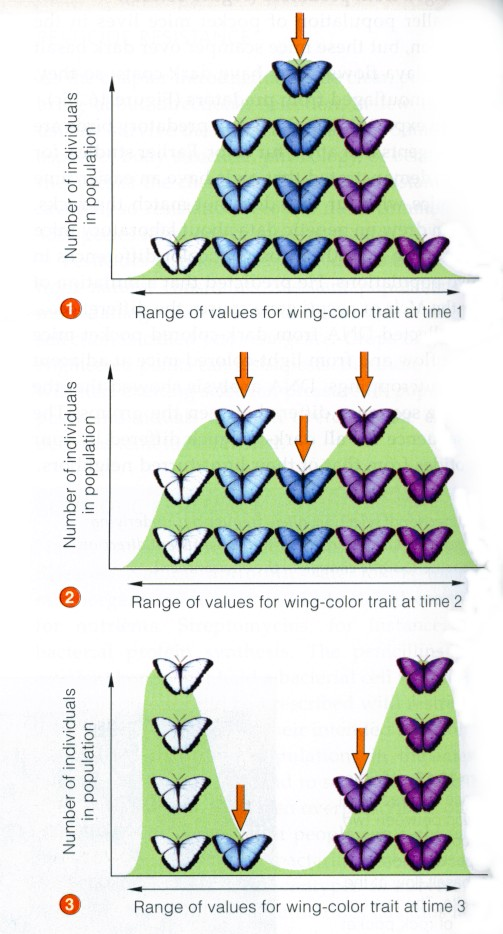 Number of individuals
in population
1
Range of values for wing-color trait at time 1
Number of individuals
in population
2
Range of values for wing-color trait at time 2
Number of individuals
in population
3
Range of values for wing-color trait at time 3